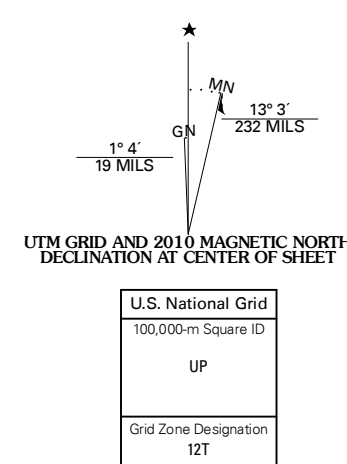 ★
MN
GN
13° 3´
232 MILS
1° 4´
19 MILS
UTM GRID AND 2010 MAGNETIC NORTH
DECLINATION AT CENTER OF SHEET
U.S. National Grid
100,000-m Square ID
UP
Grid Zone Designation
12T